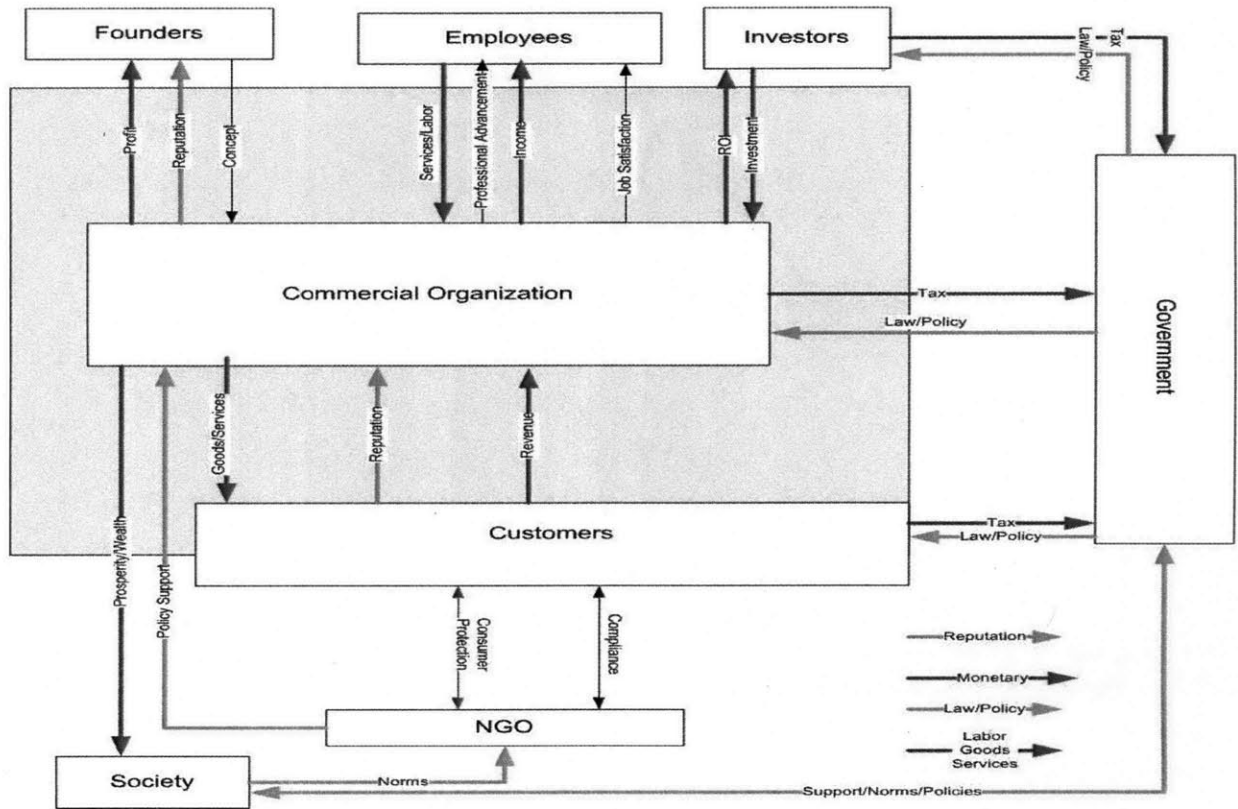 Founders
Employees
Investors
Tax
Law/Policy
Profit
Reputation
Concept
Services/Labor
Professional Advancement
Income
Job Satisfaction
ROI
Investment
Commercial Organization
Tax
Law/Policy
Government
Goods/Services
Reputation
Revenue
Customers
Tax
Law/Policy
Prosperity/Wealth
Policy Support
Consumer
Protection
Compliance
Reputation
Monetary
Law/Policy
Labor
Goods
Services
NGO
Society
Norms
Support/Norms/Policies